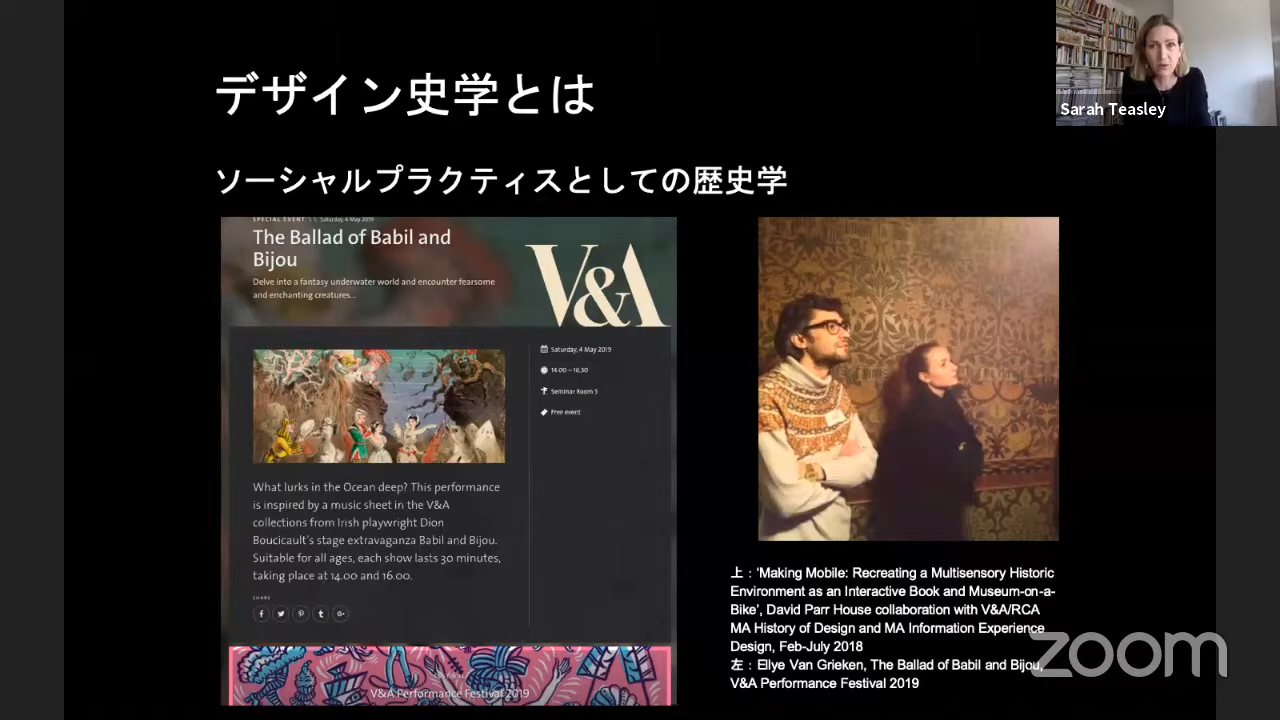 デザイン史学とは
Sarah Teasley
ソーシャルプラクティスとしての歴史学
SPECIAL EVENT \\ Saturday, 4 May 2019
The Ballad of Babil and
Bijou
Delve into a fantasy underwater world and encounter fearsome
and enchanting creatures...
V&A
Saturday, 4 May 2019
16.00 – 16.30
Seminar Room 5
Free event
What lurks in the Ocean deep? This performance
is inspired by a music sheet in the V&A
collections from Irish playwright Dion
Boucicault's stage extravaganza Babil and Bijou.
Suitable for all ages, each show lasts 30 minutes,
taking place at 14.00 and 16.00.
SHARE
V&A Performance Festival 2019
上：'Making Mobile: Recreating a Multisensory Historic
Environment as an Interactive Book and Museum-on-a-
Bike', David Parr House collaboration with V&A/RCA
MA History of Design and MA Information Experience
Design, Feb-July 2018
左：Ellye Van Grieken, The Ballad of Babil and Bijou,
V&A Performance Festival 2019
zoom